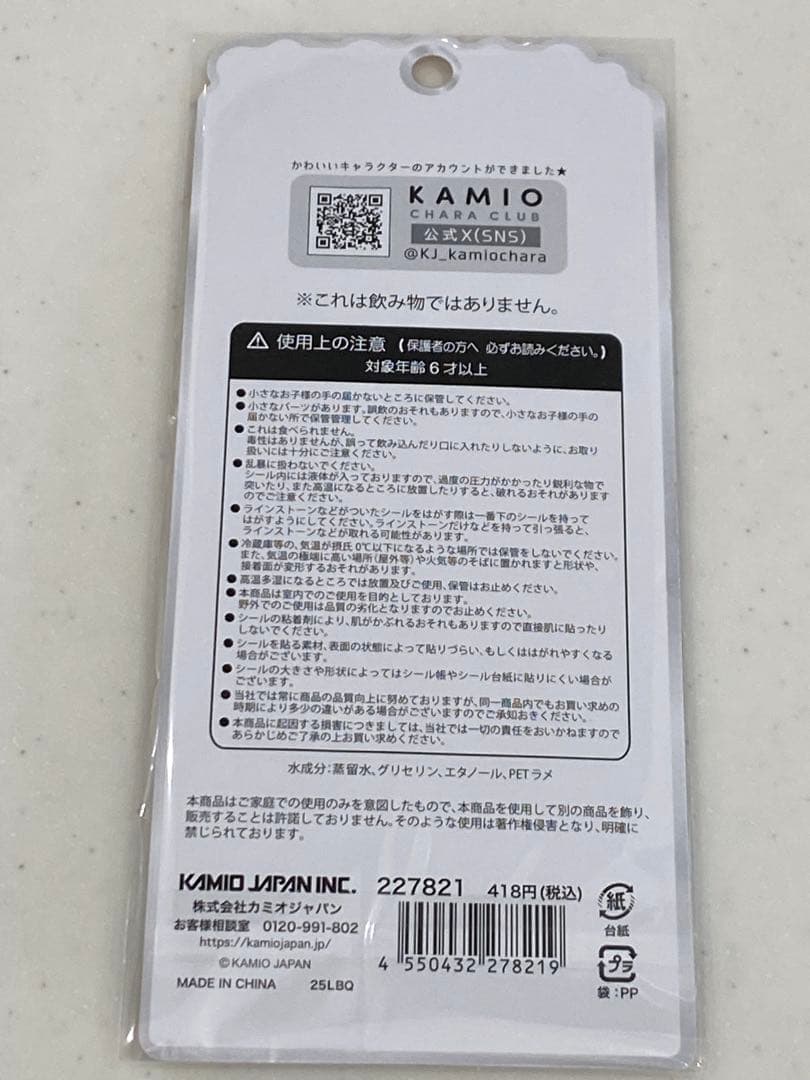 かわいいキャラクターのアカウントができました★
KAMIO
CHARA CLUB
公式X(SNS)
@KJ_kamiochara
※これは飲み物ではありません。
⚠ 使用上の注意 (保護者の方へ 必ずお読みください。)
対象年齢6才以上
●小さなお子様の手の届かないところに保管してください。
●小さなパーツがあります。誤飲のおそれもありますので、小さなお子様の手の
届かない所で保管管理してください。
●これは食べられません。
毒性はありませんが、誤って飲み込んだり口に入れたりしないように、お取り
扱いには十分にご注意ください。
●乱暴に扱わないでください。
シール内には液体が入っておりますので、過度の圧力がかかったり鋭利な物で
突いたり、また高温になるところに放置したりすると、破れるおそれがあります
のでご注意ください。
●ラインストーンなどがついたシールをはがす際は一番下のシールを持って
はがすようにしてください。ラインストーンだけなどを持って引っ張ると、
ラインストーンなどが取れる可能性があります。
●冷蔵庫等の、気温が摂氏0℃以下になるような場所では保管をしないでください。
また、気温の極端に高い場所(屋外等)や火気等のそばに置かれますと形状や、
接着面が変形するおそれがあります。
●高温多湿になるところでは放置及びご使用、保管はお止めください。
●本商品は室内でのご使用を目的としております。
野外でのご使用は品質の劣化となりますのでお止めください。
●シールの粘着剤により、肌がかぶれるおそれもありますので直接肌に貼ったり
しないでください。
●シールを貼る素材、表面の状態によって貼りづらい、もしくははがれやすくなる
場合がございます。
●シールの大きさや形状によってはシール帳やシール台紙に貼りにくい場合が
ございます。
●当社では常に商品の品質向上に努めておりますが、同一商品内でもお買い求めの
時期により多少の違いがある場合がございますのでご承知おきください。
●本商品に起因する損害につきましては、当社では一切の責任をおいかねますので
あらかじめご了承の上お買い求めください。
水成分:蒸留水、グリセリン、エタノール、PETラメ
本商品はご家庭での使用のみを意図したもので、本商品を使用して別の商品を飾り、
販売することは許諾しておりません。そのような使用は著作権侵害となり、明確に
禁じられております。
KAMIO JAPAN INC. 227821 418円(税込)
株式会社カミオジャパン
お客様相談室 0120-991-802
https://kamiojapan.jp/
©KAMIO JAPAN
MADE IN CHINA 25LBQ
4 550432 278219
紙
台紙
プラ
袋:PP